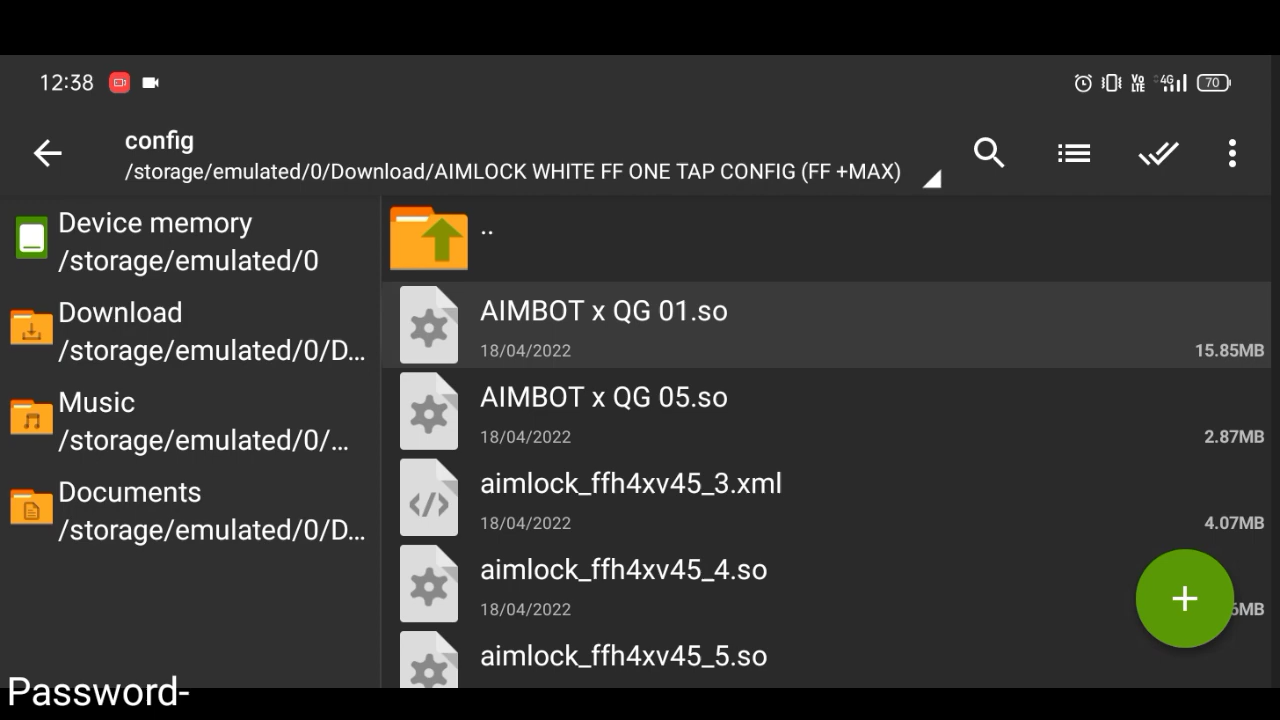 12:38
VO LTE 4G 70
config
/storage/emulated/0/Download/AIMLOCK WHITE FF ONE TAP CONFIG (FF +MAX)
Device memory
/storage/emulated/0
Download
/storage/emulated/0/D...
Music
/storage/emulated/0/...
Documents
/storage/emulated/0/D...
..
AIMBOT x QG 01.so
18/04/2022
15.85MB
AIMBOT x QG 05.so
18/04/2022
2.87MB
aimlock_ffh4xv45_3.xml
18/04/2022
4.07MB
aimlock_ffh4xv45_4.so
18/04/2022
aimlock_ffh4xv45_5.so
Password-